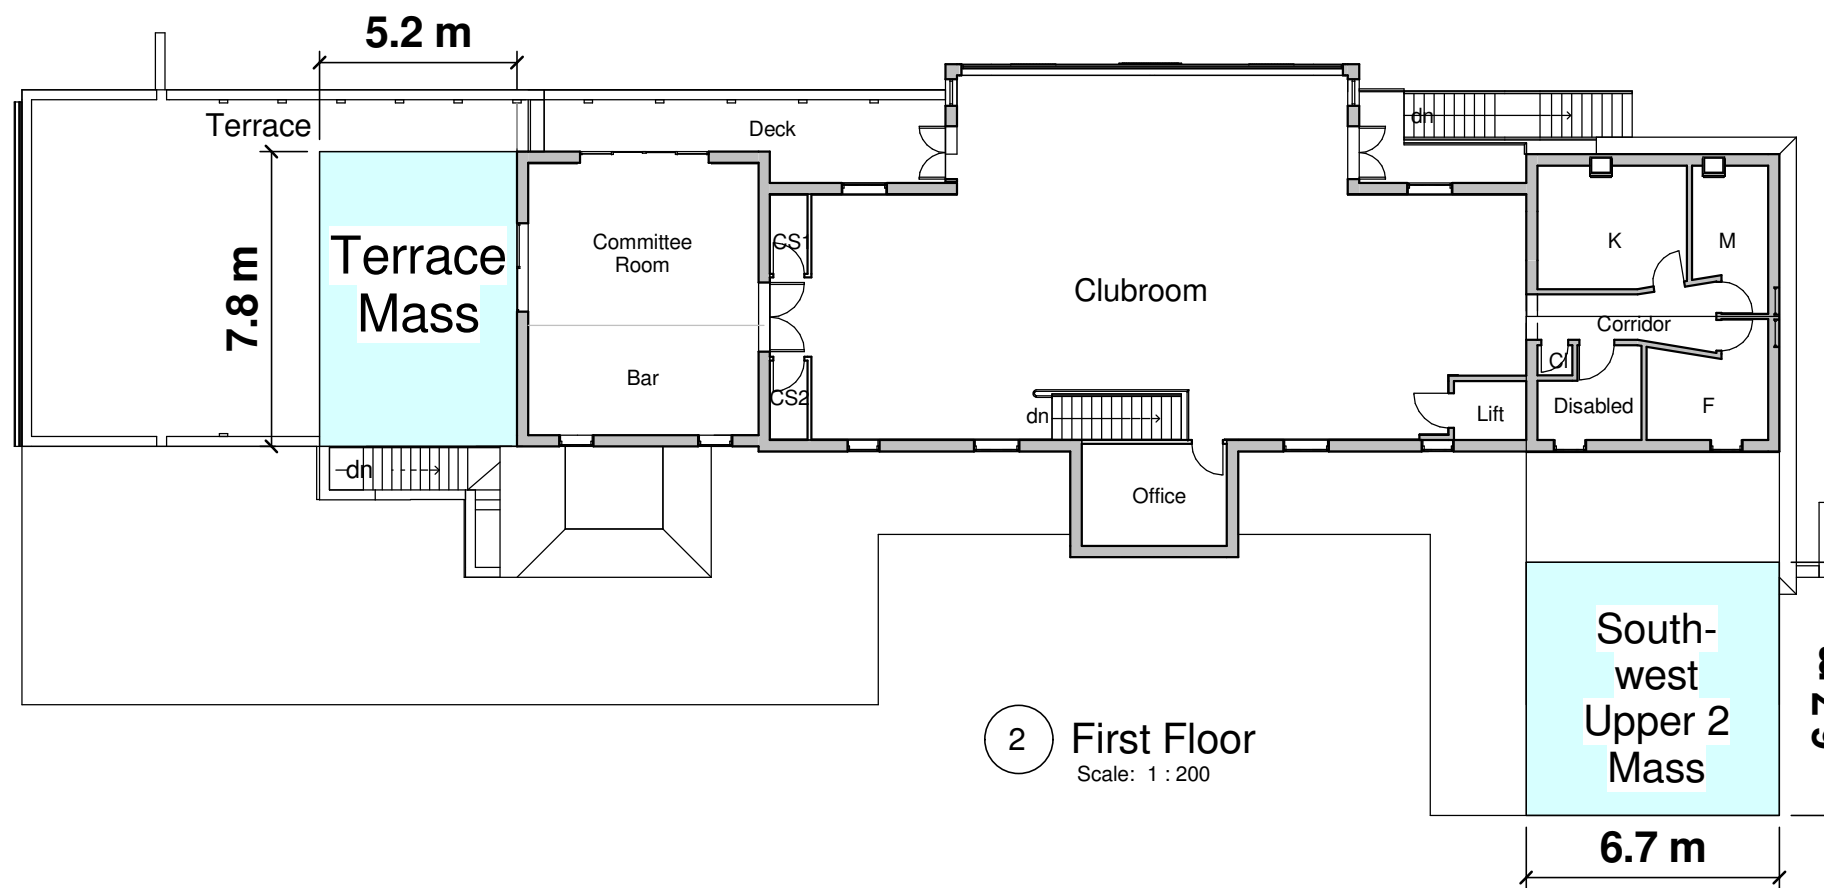 5.2 m
Terrace
Deck
dn
7.8 m
Terrace
Mass
Committee
Room
CS1
Clubroom
K
M
Corridor
Bar
CS2
Cl
dn
Lift
Disabled
F
dn
Office
South-
west
Upper 2
Mass
2
First Floor
Scale: 1 : 200
6.7 m